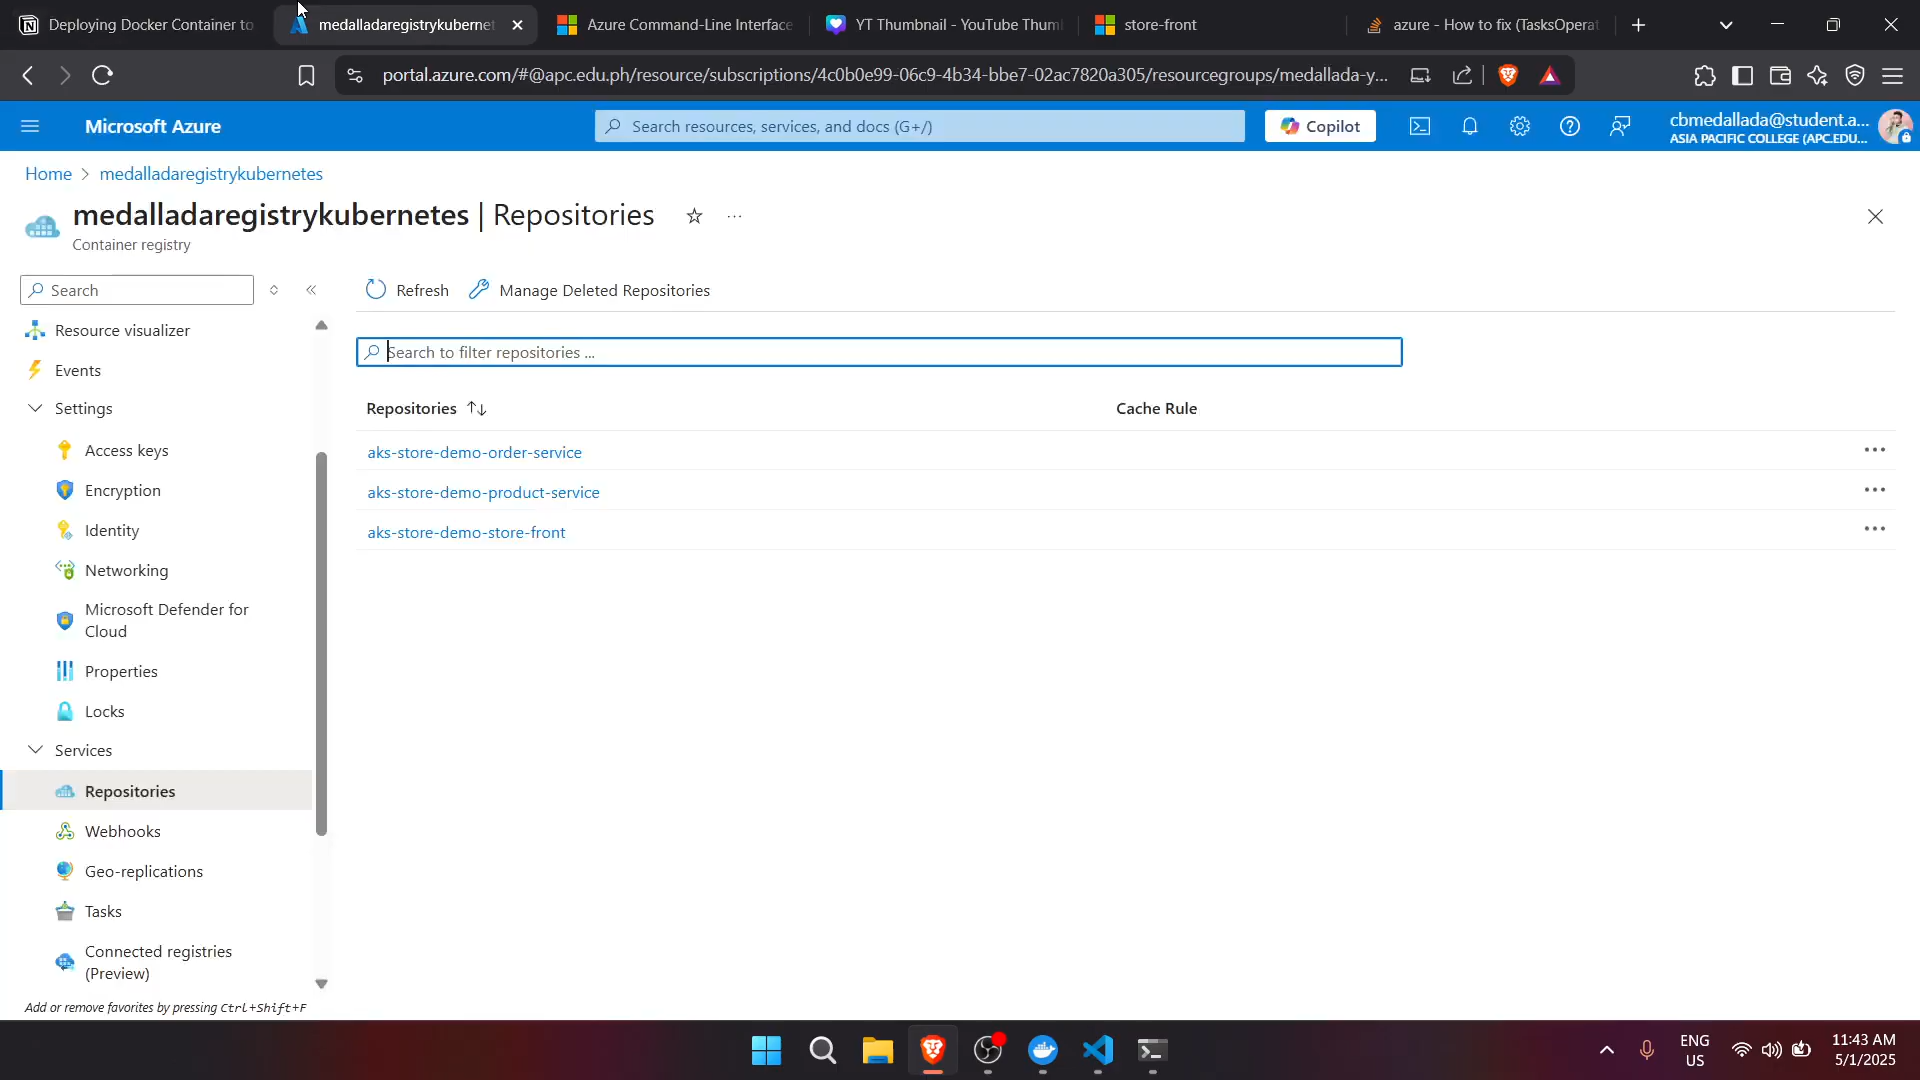 Deploying Docker Container to
medalladaregistrykubernet
Azure Command-Line Interface
YT Thumbnail - YouTube Thum
store-front
azure - How to fix (TasksOperat
portal.azure.com/#@apc.edu.ph/resource/subscriptions/4c0b0e99-06c9-4b34-bbe7-02ac7820a305/resourcegroups/medallada-y...
Microsoft Azure
Search resources, services, and docs (G+/)
Copilot
cbmedallada@student.a...
ASIA PACIFIC COLLEGE (APC.EDU...
Home > medalladaregistrykubernetes
medalladaregistrykubernetes | Repositories
Container registry
Search
Refresh
Manage Deleted Repositories
Resource visualizer
Events
Settings
Access keys
Encryption
Identity
Networking
Microsoft Defender for
Cloud
Properties
Locks
Services
Repositories
Webhooks
Geo-replications
Tasks
Connected registries
(Preview)
Add or remove favorites by pressing Ctrl+Shift+F
Search to filter repositories ...
Repositories
Cache Rule
aks-store-demo-order-service
aks-store-demo-product-service
aks-store-demo-store-front
ENG
US
11:43 AM
5/1/2025